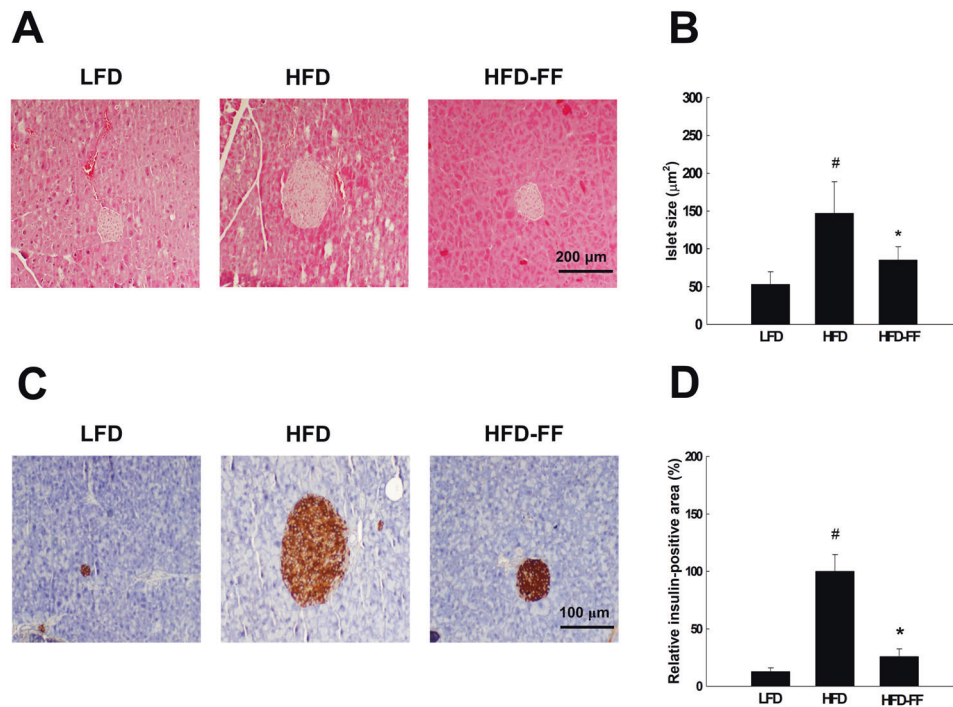 A
LFD
HFD
HFD-FF
200 μm
B
Islet size (μm²)
300
250
200
150
100
50
0
#
*
LFD
HFD
HFD-FF
C
LFD
HFD
HFD-FF
100 μm
D
Relative insulin-positive area (%)
200
150
100
50
0
#
*
LFD
HFD
HFD-FF